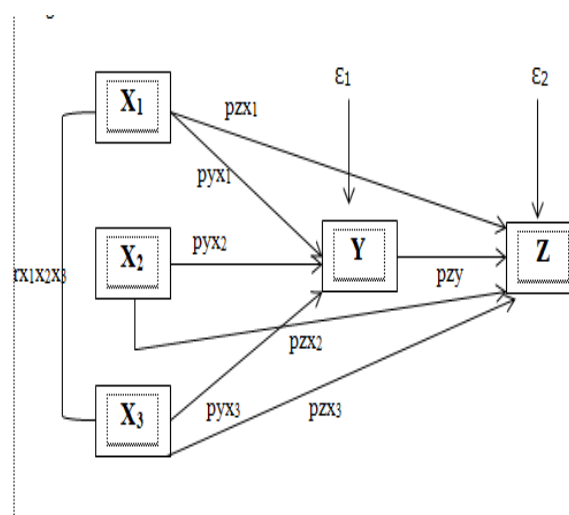 ε₁
ε₂
X₁
pzx₁
pyx₁
X₂
pyx₂
Y
Z
rx₁x₂x₃
pzy
pzx₂
X₃
pyx₃
pzx₃